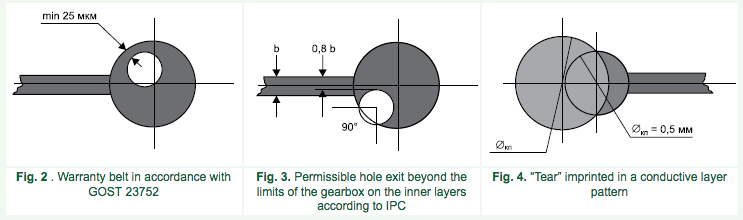 min 25 мкм
Fig. 2 . Warranty belt in accordance with
GOST 23752
b
0,8 b
90°
Fig. 3. Permissible hole exit beyond the
limits of the gearbox on the inner layers
according to IPC
Øкп
Øкп = 0,5 мм
Fig. 4. “Tear” imprinted in a conductive layer
pattern